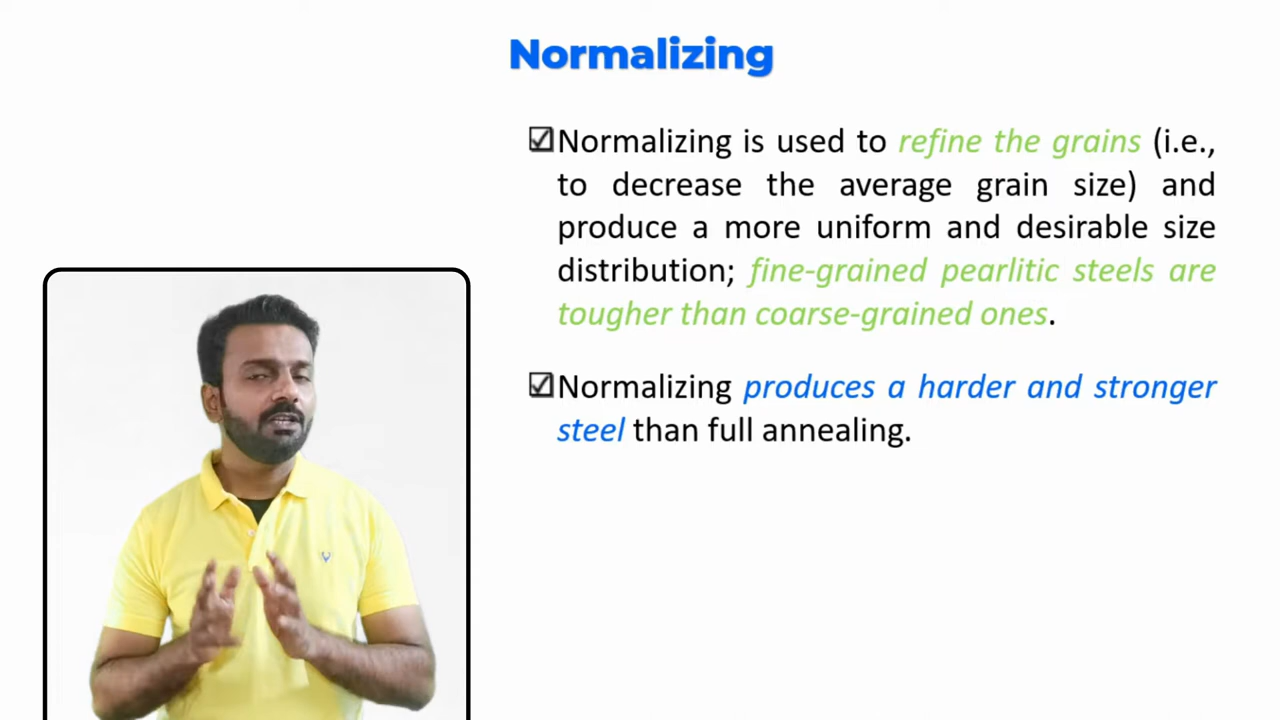 Normalizing
Normalizing is used to refine the grains (i.e.,
to decrease the average grain size) and
produce a more uniform and desirable size
distribution; fine-grained pearlitic steels are
tougher than coarse-grained ones.
Normalizing produces a harder and stronger
steel than full annealing.